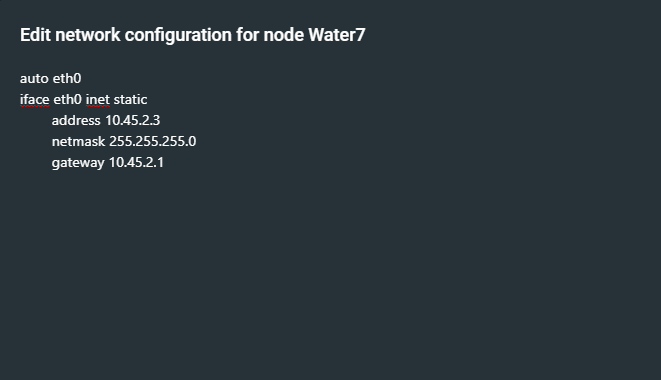 Edit network configuration for node Water7
auto eth0
iface eth0 inet static
address 10.45.2.3
netmask 255.255.255.0
gateway 10.45.2.1